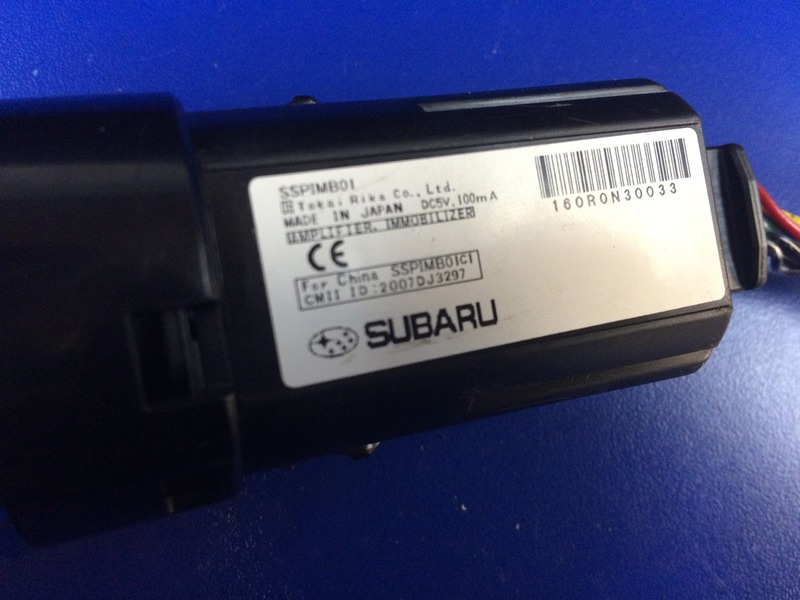 SSPIMB01
Tokai Rika Co., Ltd.
MADE IN JAPAN DC5V, 100mA
AMPLIFIER, IMMOBILIZER
CE
For China SSPIMB01C1
CMII ID:2007DJ3297
SUBARU
160R0N30033